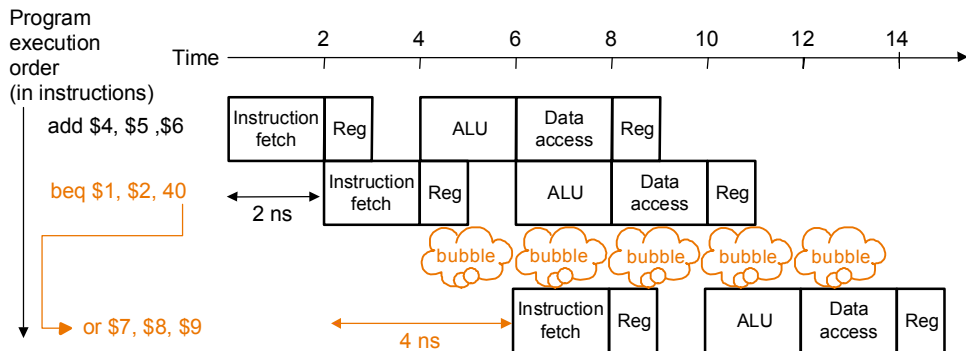 Program
execution
order
(in instructions)
Time
2 4 6 8 10 12 14
add $4, $5 ,$6
Instruction
fetch
Reg
ALU
Data
access
Reg
beq $1, $2, 40
2 ns
Instruction
fetch
Reg
ALU
Data
access
Reg
bubble bubble bubble bubble bubble
or $7, $8, $9
4 ns
Instruction
fetch
Reg
ALU
Data
access
Reg